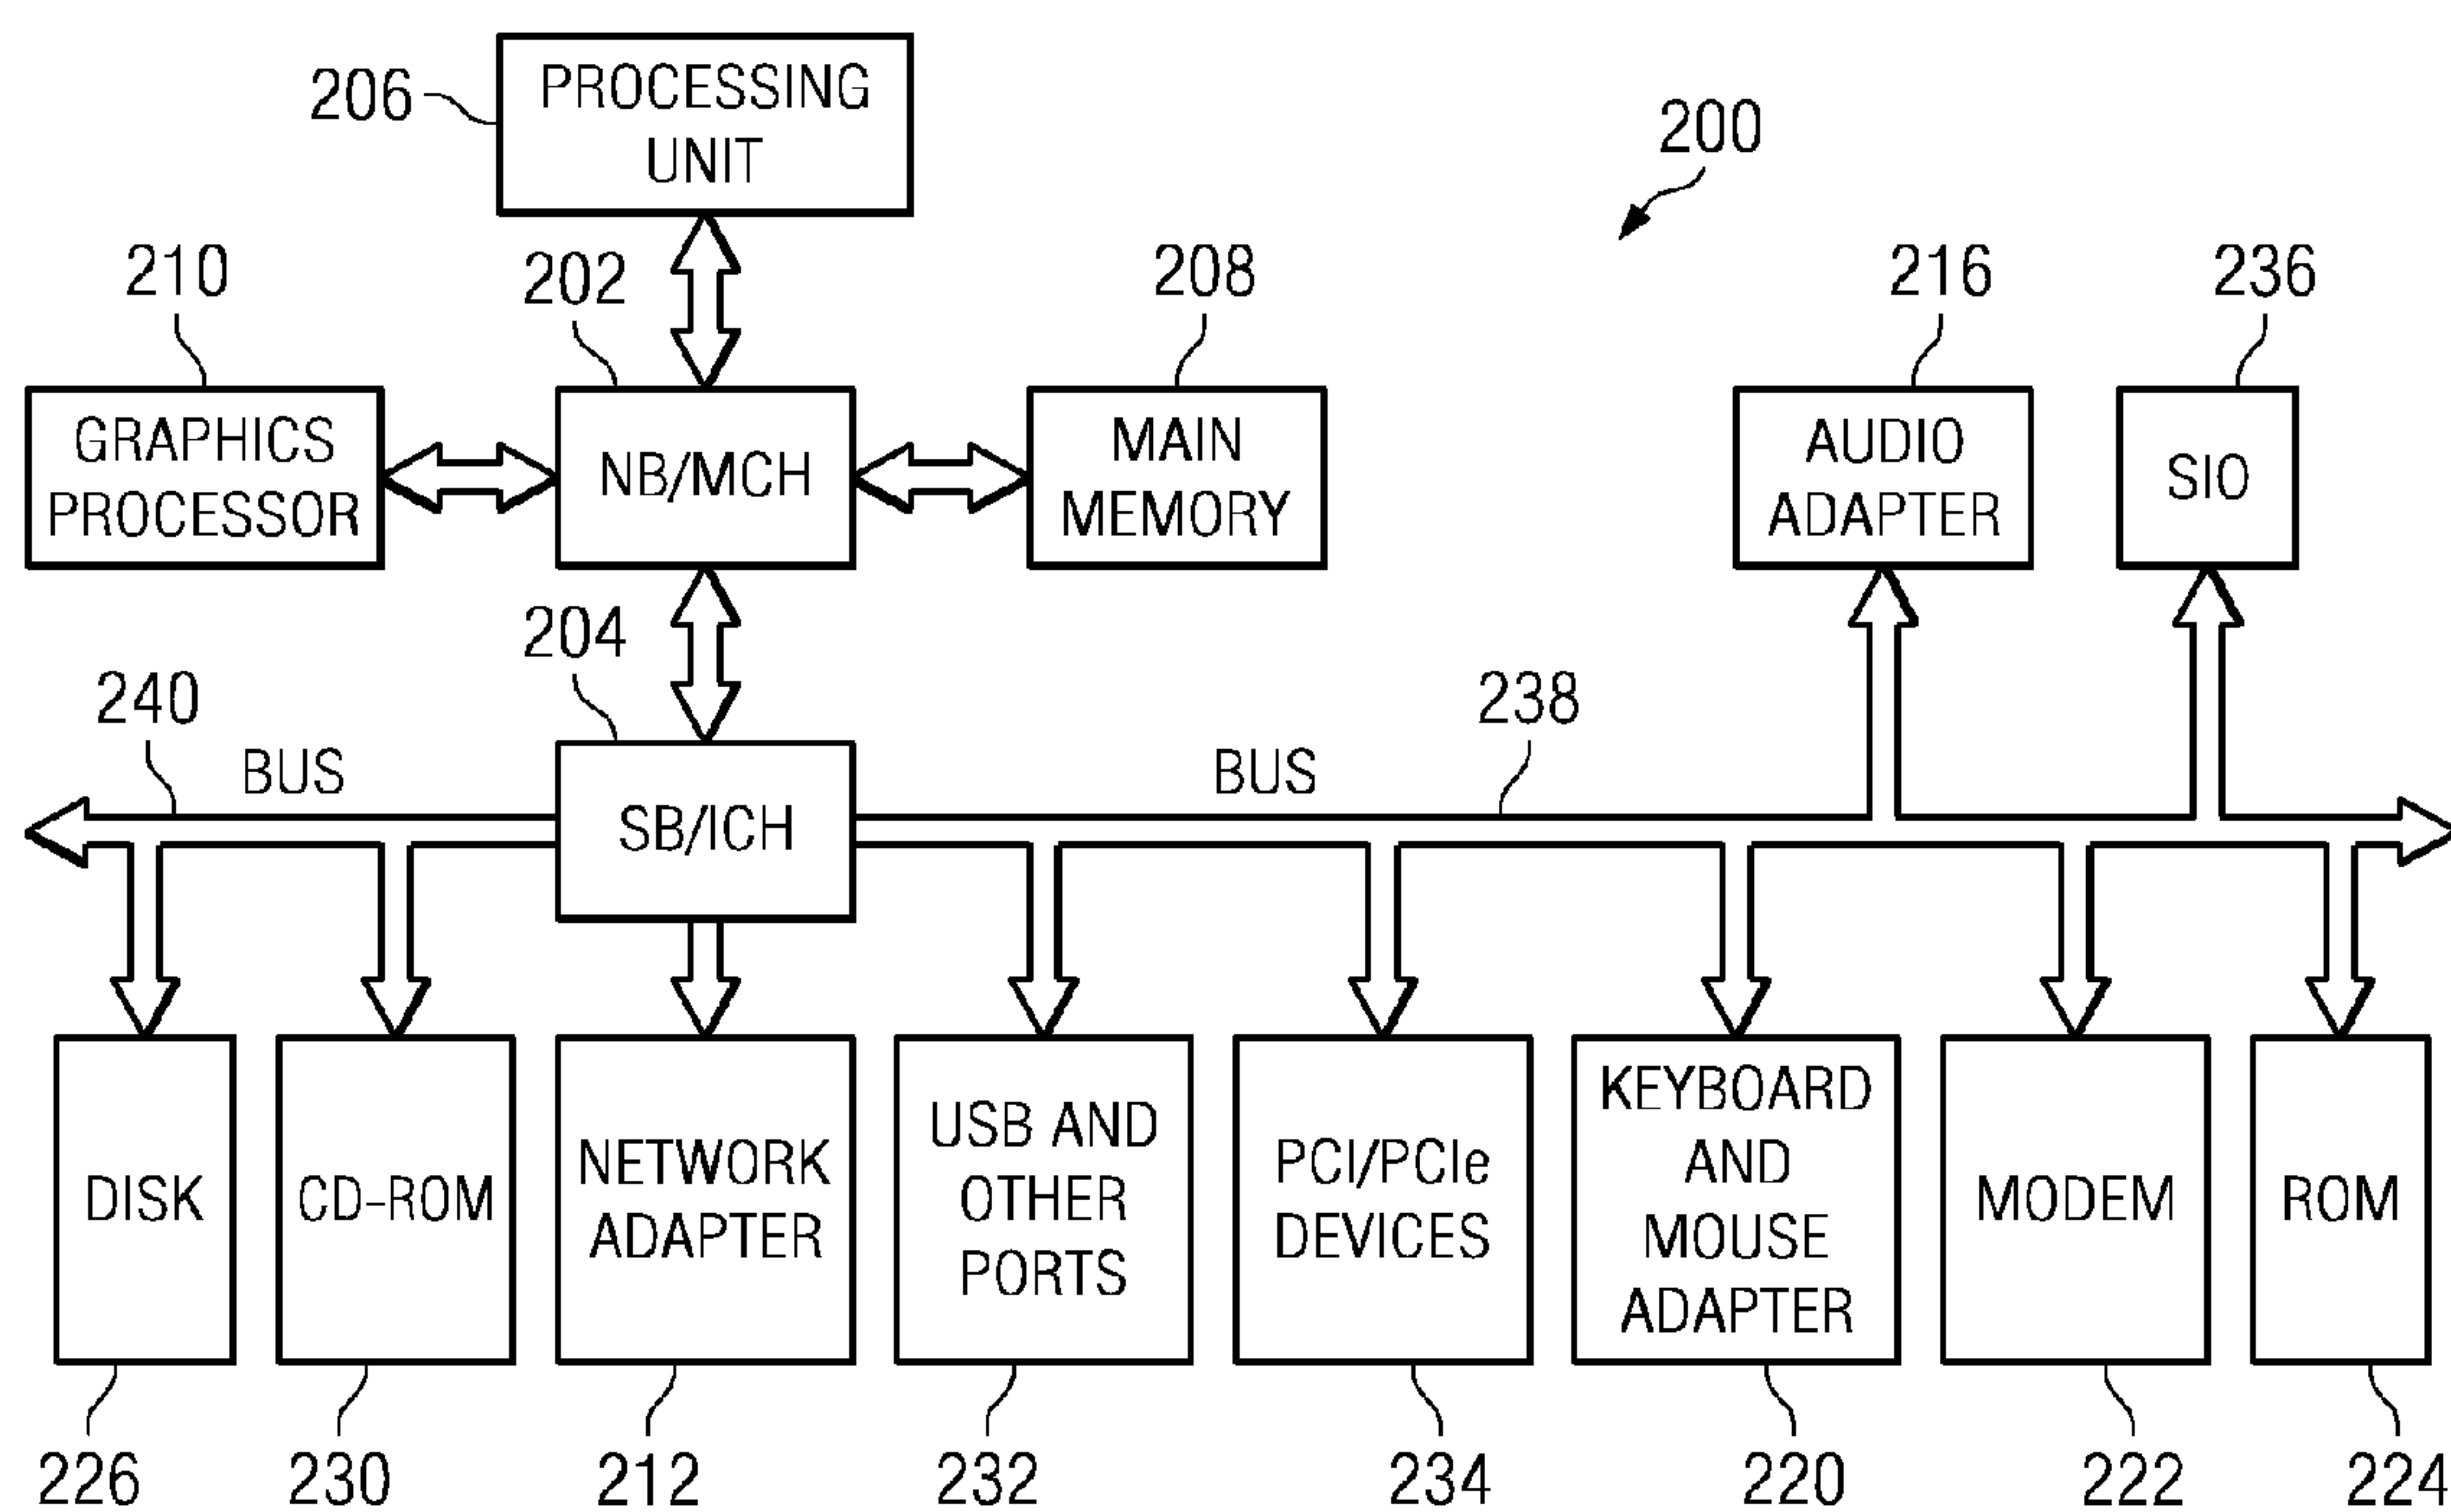 206
PROCESSING
UNIT
200
210
202
208
216
236
GRAPHICS
PROCESSOR
NB/MCH
MAIN
MEMORY
AUDIO
ADAPTER
SIO
204
240
BUS
238
BUS
SB/ICH
DISK
CD-ROM
NETWORK
ADAPTER
USB AND
OTHER
PORTS
PCI/PCIe
DEVICES
KEYBOARD
AND
MOUSE
ADAPTER
MODEM
ROM
226
230
212
232
234
220
222
224